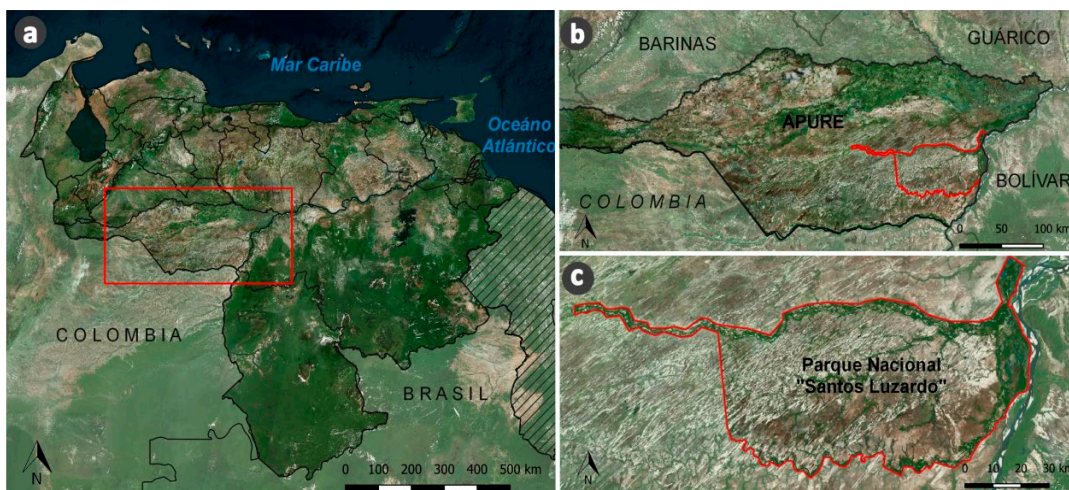 a
Mar Caribe
Oceáno
Atlántico
COLOMBIA
BRASIL
N
0 100 200 300 400 500 km
b
BARINAS
GUÁRICO
APURE
COLOMBIA
BOLÍVAR
N
0 50 100 km
c
Parque Nacional
"Santos Luzardo"
N
0 10 20 30 km